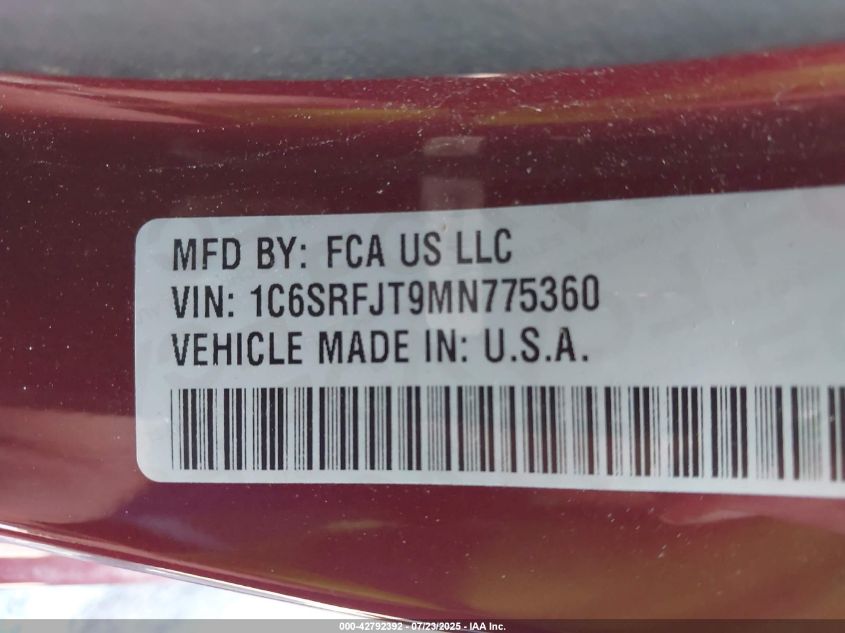 MFD BY: FCA US LLC
VIN: 1C6SRFJT9MN775360
VEHICLE MADE IN: U.S.A.
000-42792392 - 07/23/2025 - IAA Inc.